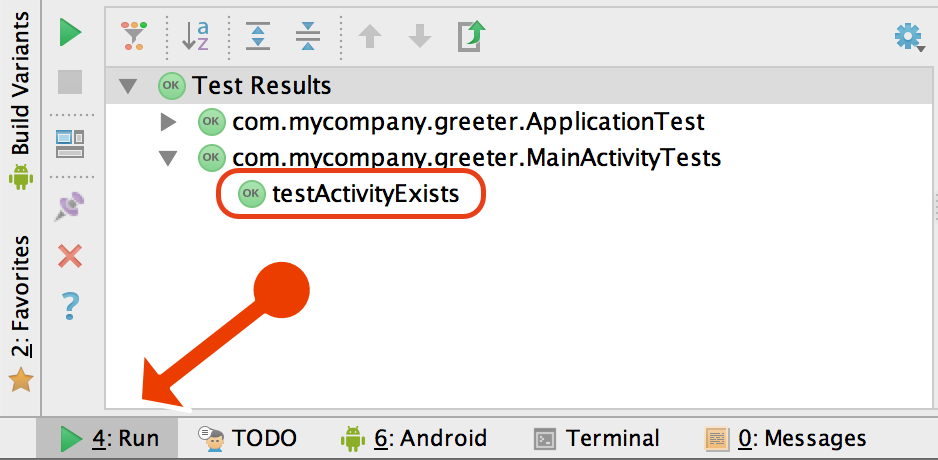 Build Variants
2: Favorites
a
z
OK Test Results
OK com.mycompany.greeter.ApplicationTest
OK com.mycompany.greeter.MainActivityTests
OK testActivityExists
?
4: Run TODO 6: Android Terminal 0: Messages